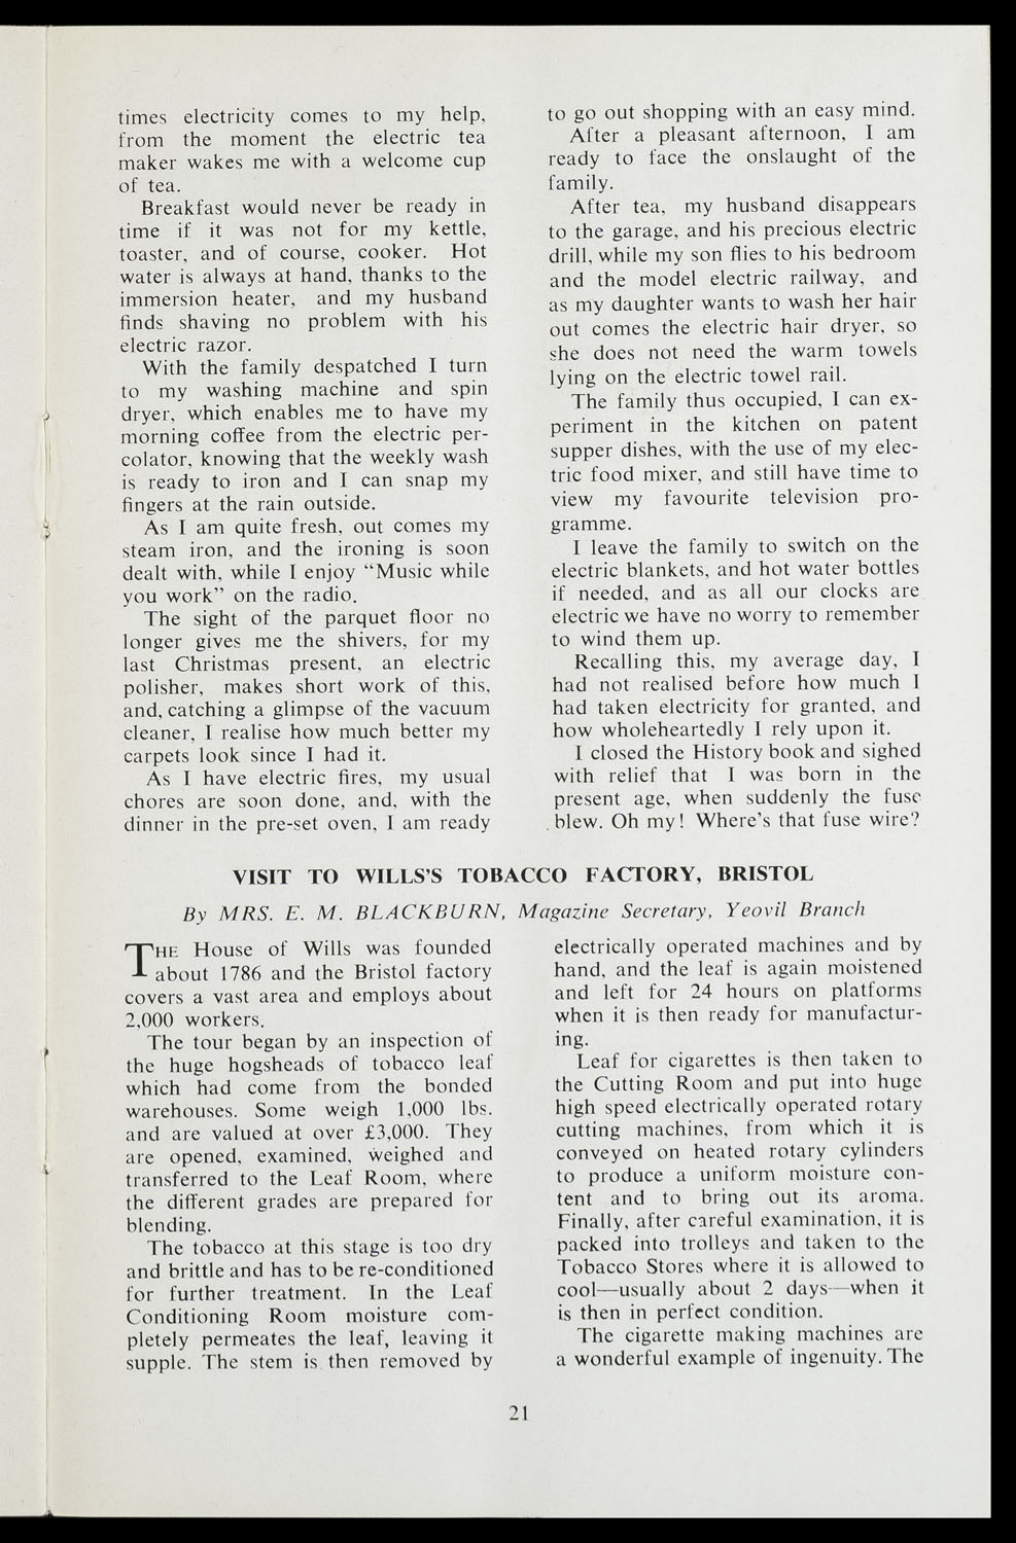 times electricity comes to my help,
from the moment the electric tea
maker wakes me with a welcome cup
of tea.
Breakfast would never be ready in
time if it was not for my kettle,
toaster, and of course, cooker. Hot
water is always at hand, thanks to the
immersion heater, and my husband
finds shaving no problem with his
electric razor.
With the family despatched I turn
to my washing machine and spin
dryer, which enables me to have my
morning coffee from the electric per-
colator, knowing that the weekly wash
is ready to iron and I can snap my
fingers at the rain outside.
As I am quite fresh, out comes my
steam iron, and the ironing is soon
dealt with, while I enjoy "Music while
you work" on the radio.
The sight of the parquet floor no
longer gives me the shivers, for my
last Christmas present, an electric
polisher, makes short work of this,
and, catching a glimpse of the vacuum
cleaner, I realise how much better my
carpets look since I had it.
As I have electric fires, my usual
chores are soon done, and, with the
dinner in the pre-set oven, I am ready
to go out shopping with an easy mind.
After a pleasant afternoon, I am
ready to face the onslaught of the
family.
After tea, my husband disappears
to the garage, and his precious electric
drill, while my son flies to his bedroom
and the model electric railway, and
as my daughter wants to wash her hair
out comes the electric hair dryer, so
she does not need the warm towels
lying on the electric towel rail.
The family thus occupied, I can ex-
periment in the kitchen on patent
supper dishes, with the use of my elec-
tric food mixer, and still have time to
view my favourite television pro-
gramme.
I leave the family to switch on the
electric blankets, and hot water bottles
if needed, and as all our clocks are
electric we have no worry to remember
to wind them up.
Recalling this, my average day, I
had not realised before how much I
had taken electricity for granted, and
how wholeheartedly I rely upon it.
I closed the History book and sighed
with relief that I was born in the
present age, when suddenly the fuse
blew. Oh my! Where's that fuse wire?
VISIT TO WILLS'S TOBACCO FACTORY, BRISTOL
By MRS. E. M. BLACKBURN, Magazine Secretary, Yeovil Branch
THE House of Wills was founded
about 1786 and the Bristol factory
covers a vast area and employs about
2,000 workers.
The tour began by an inspection of
the huge hogsheads of tobacco leaf
which had come from the bonded
warehouses. Some weigh 1,000 lbs.
and are valued at over £3,000. They
are opened, examined, weighed and
transferred to the Leaf Room, where
the different grades are prepared for
blending.
The tobacco at this stage is too dry
and brittle and has to be re-conditioned
for further treatment. In the Leaf
Conditioning Room moisture com-
pletely permeates the leaf, leaving it
supple. The stem is then removed by
electrically operated machines and by
hand, and the leaf is again moistened
and left for 24 hours on platforms
when it is then ready for manufactur-
ing.
Leaf for cigarettes is then taken to
the Cutting Room and put into huge
high speed electrically operated rotary
cutting machines, from which it is
conveyed on heated rotary cylinders
to produce a uniform moisture con-
tent and to bring out its aroma.
Finally, after careful examination, it is
packed into trolleys and taken to the
Tobacco Stores where it is allowed to
cool—usually about 2 days—when it
is then in perfect condition.
The cigarette making machines are
a wonderful example of ingenuity. The
21